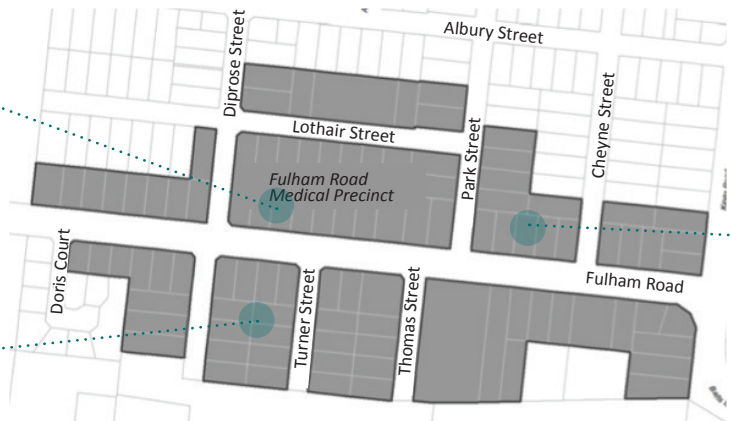 Albury Street
Diprose Street
Lothair Street
Park Street
Cheyne Street
Fulham Road
Medical Precinct
Fulham Road
Doris Court
Turner Street
Thomas Street